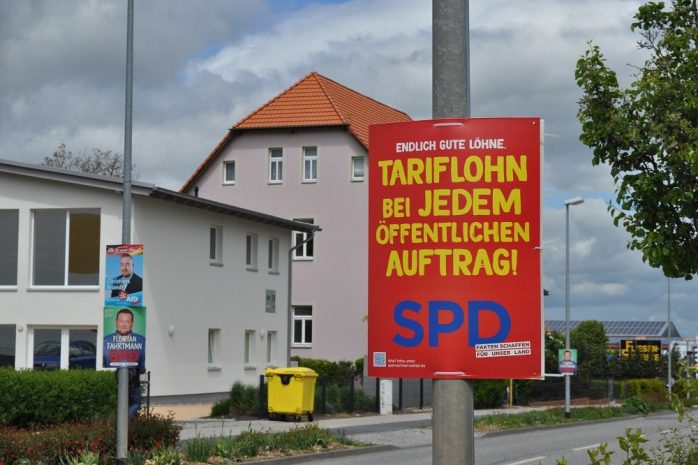 ENDLICH GUTE LÖHNE.
TARIFLOHN
BEI JEDEM
ÖFFENTLICHEN
AUFTRAG!
SPD
FAKTEN SCHAFFEN
FÜR UNSER LAND
AFD
FLORIAN
FAHRTMANN
SPD